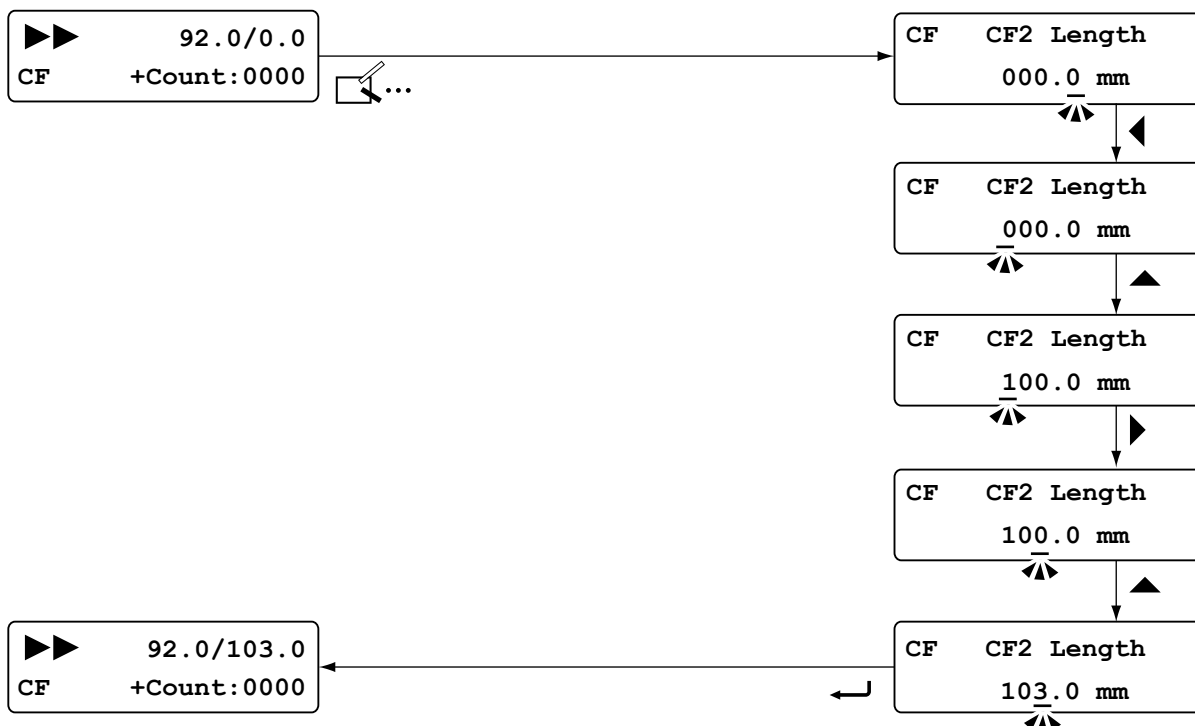 92.0/0.0
CF +Count:0000
CF CF2 Length
000.0 mm
CF CF2 Length
000.0 mm
CF CF2 Length
100.0 mm
CF CF2 Length
100.0 mm
CF CF2 Length
103.0 mm
92.0/103.0
CF +Count:0000